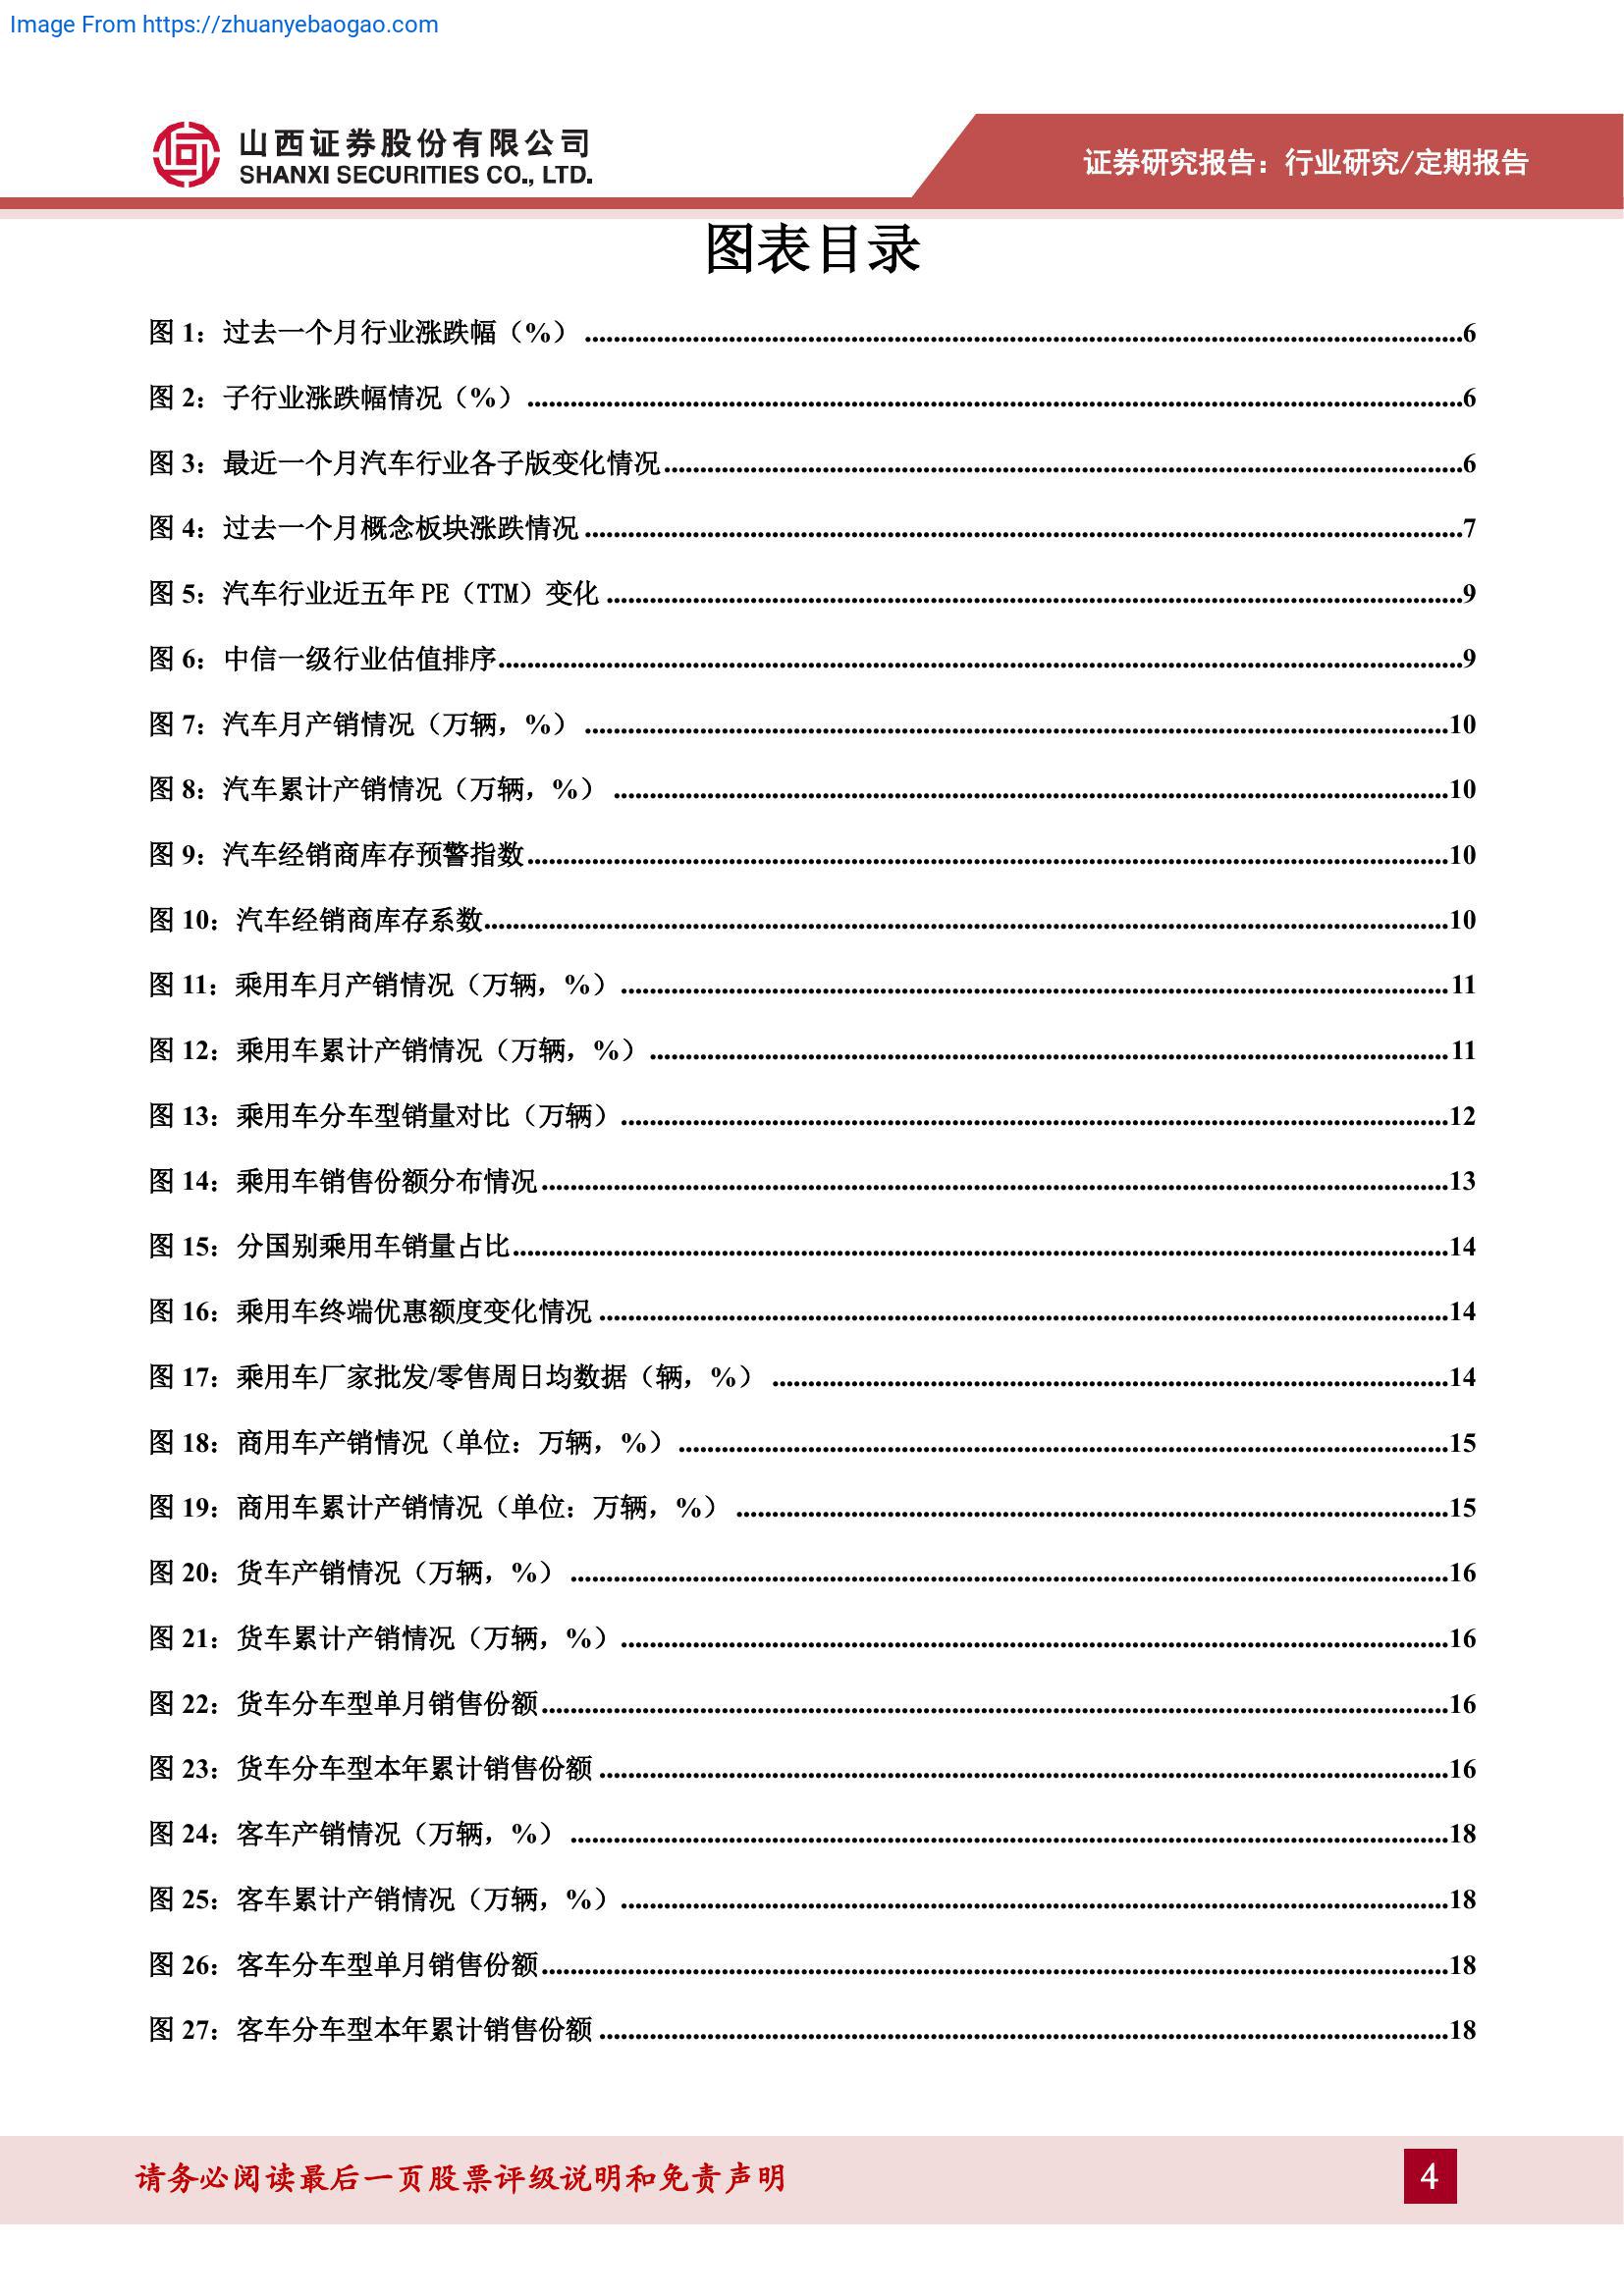 Image From https://zhuanyebaogao.com
山西证券股份有限公司
SHANXI SECURITIES CO., LTD.
证券研究报告：行业研究/定期报告
图表目录
图 1：过去一个月行业涨跌幅（%）6
图 2：子行业涨跌幅情况（%）6
图 3：最近一个月汽车行业各子版变化情况6
图 4：过去一个月概念板块涨跌情况7
图 5：汽车行业近五年 PE（TTM）变化9
图 6：中信一级行业估值排序9
图 7：汽车月产销情况（万辆，%）10
图 8：汽车累计产销情况（万辆，%）10
图 9：汽车经销商库存预警指数10
图 10：汽车经销商库存系数10
图 11：乘用车月产销情况（万辆，%）11
图 12：乘用车累计产销情况（万辆，%）11
图 13：乘用车分车型销量对比（万辆）12
图 14：乘用车销售份额分布情况13
图 15：分国别乘用车销量占比14
图 16：乘用车终端优惠额度变化情况14
图 17：乘用车厂家批发/零售周日均数据（辆，%）14
图 18：商用车产销情况（单位：万辆，%）15
图 19：商用车累计产销情况（单位：万辆，%）15
图 20：货车产销情况（万辆，%）16
图 21：货车累计产销情况（万辆，%）16
图 22：货车分车型单月销售份额16
图 23：货车分车型本年累计销售份额16
图 24：客车产销情况（万辆，%）18
图 25：客车累计产销情况（万辆，%）18
图 26：客车分车型单月销售份额18
图 27：客车分车型本年累计销售份额18
请务必阅读最后一页股票评级说明和免责声明
4